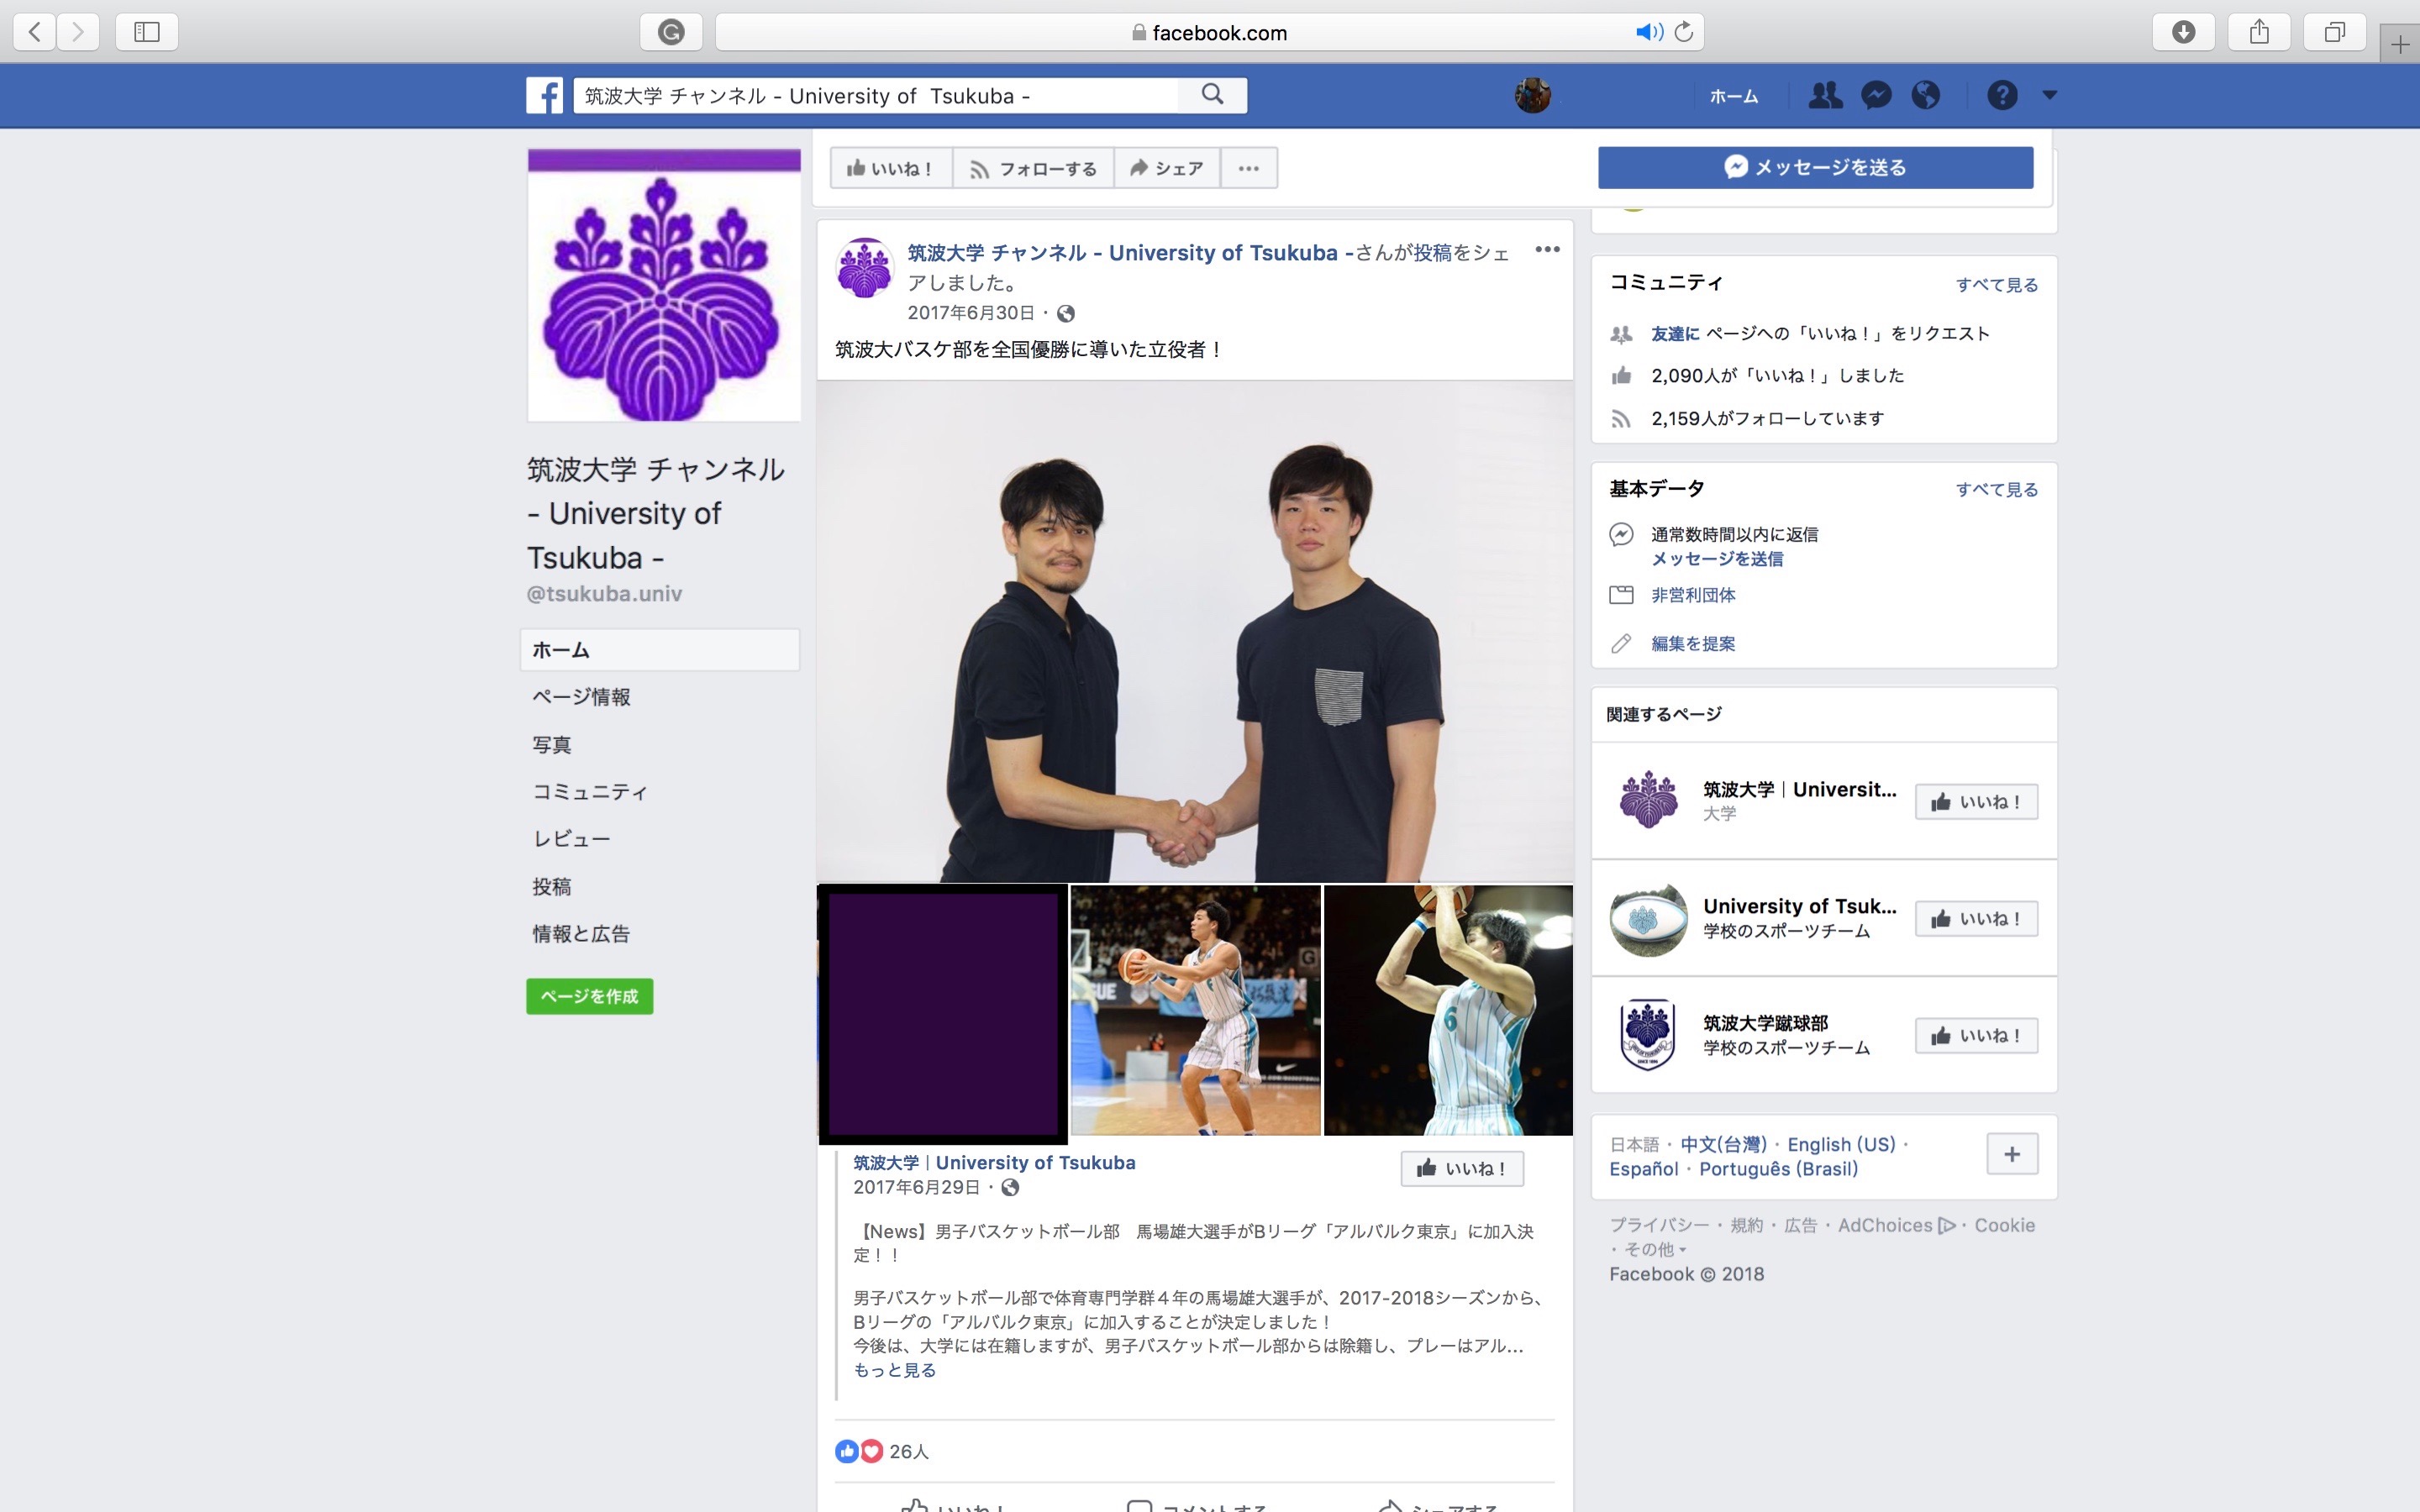 facebook.com
筑波大学 チャンネル - University of  Tsukuba -
ホーム
いいね！
フォローする
シェア
メッセージを送る
筑波大学 チャンネル
- University of
Tsukuba -
@tsukuba.univ
ホーム
ページ情報
写真
コミュニティ
レビュー
投稿
情報と広告
ページを作成
筑波大学 チャンネル - University of Tsukuba -さんが投稿をシェ
アしました。
2017年6月30日 ·
筑波大バスケ部を全国優勝に導いた立役者！
6
筑波大学 | University of Tsukuba
いいね！
2017年6月29日 ·
【News】男子バスケットボール部　馬場雄大選手がBリーグ「アルバルク東京」に加入決
定！！
男子バスケットボール部で体育専門学群４年の馬場雄大選手が、2017-2018シーズンから、
Bリーグの「アルバルク東京」に加入することが決定しました！
今後は、大学には在籍しますが、男子バスケットボール部からは除籍し、プレーはアル...
もっと見る
26人
いいね！
コメントする
シェアする
コミュニティ
すべて見る
友達に ページへの「いいね！」をリクエスト
2,090人が「いいね！」しました
2,159人がフォローしています
基本データ
すべて見る
通常数時間以内に返信
メッセージを送信
非営利団体
編集を提案
関連するページ
筑波大学 | Universit...
いいね！
大学
University of Tsuk...
いいね！
学校のスポーツチーム
筑波大学蹴球部
いいね！
学校のスポーツチーム
日本語 · 中文(台灣) · English (US) ·
Español · Português (Brasil)
プライバシー · 規約 · 広告 · AdChoices · Cookie
· その他
Facebook © 2018